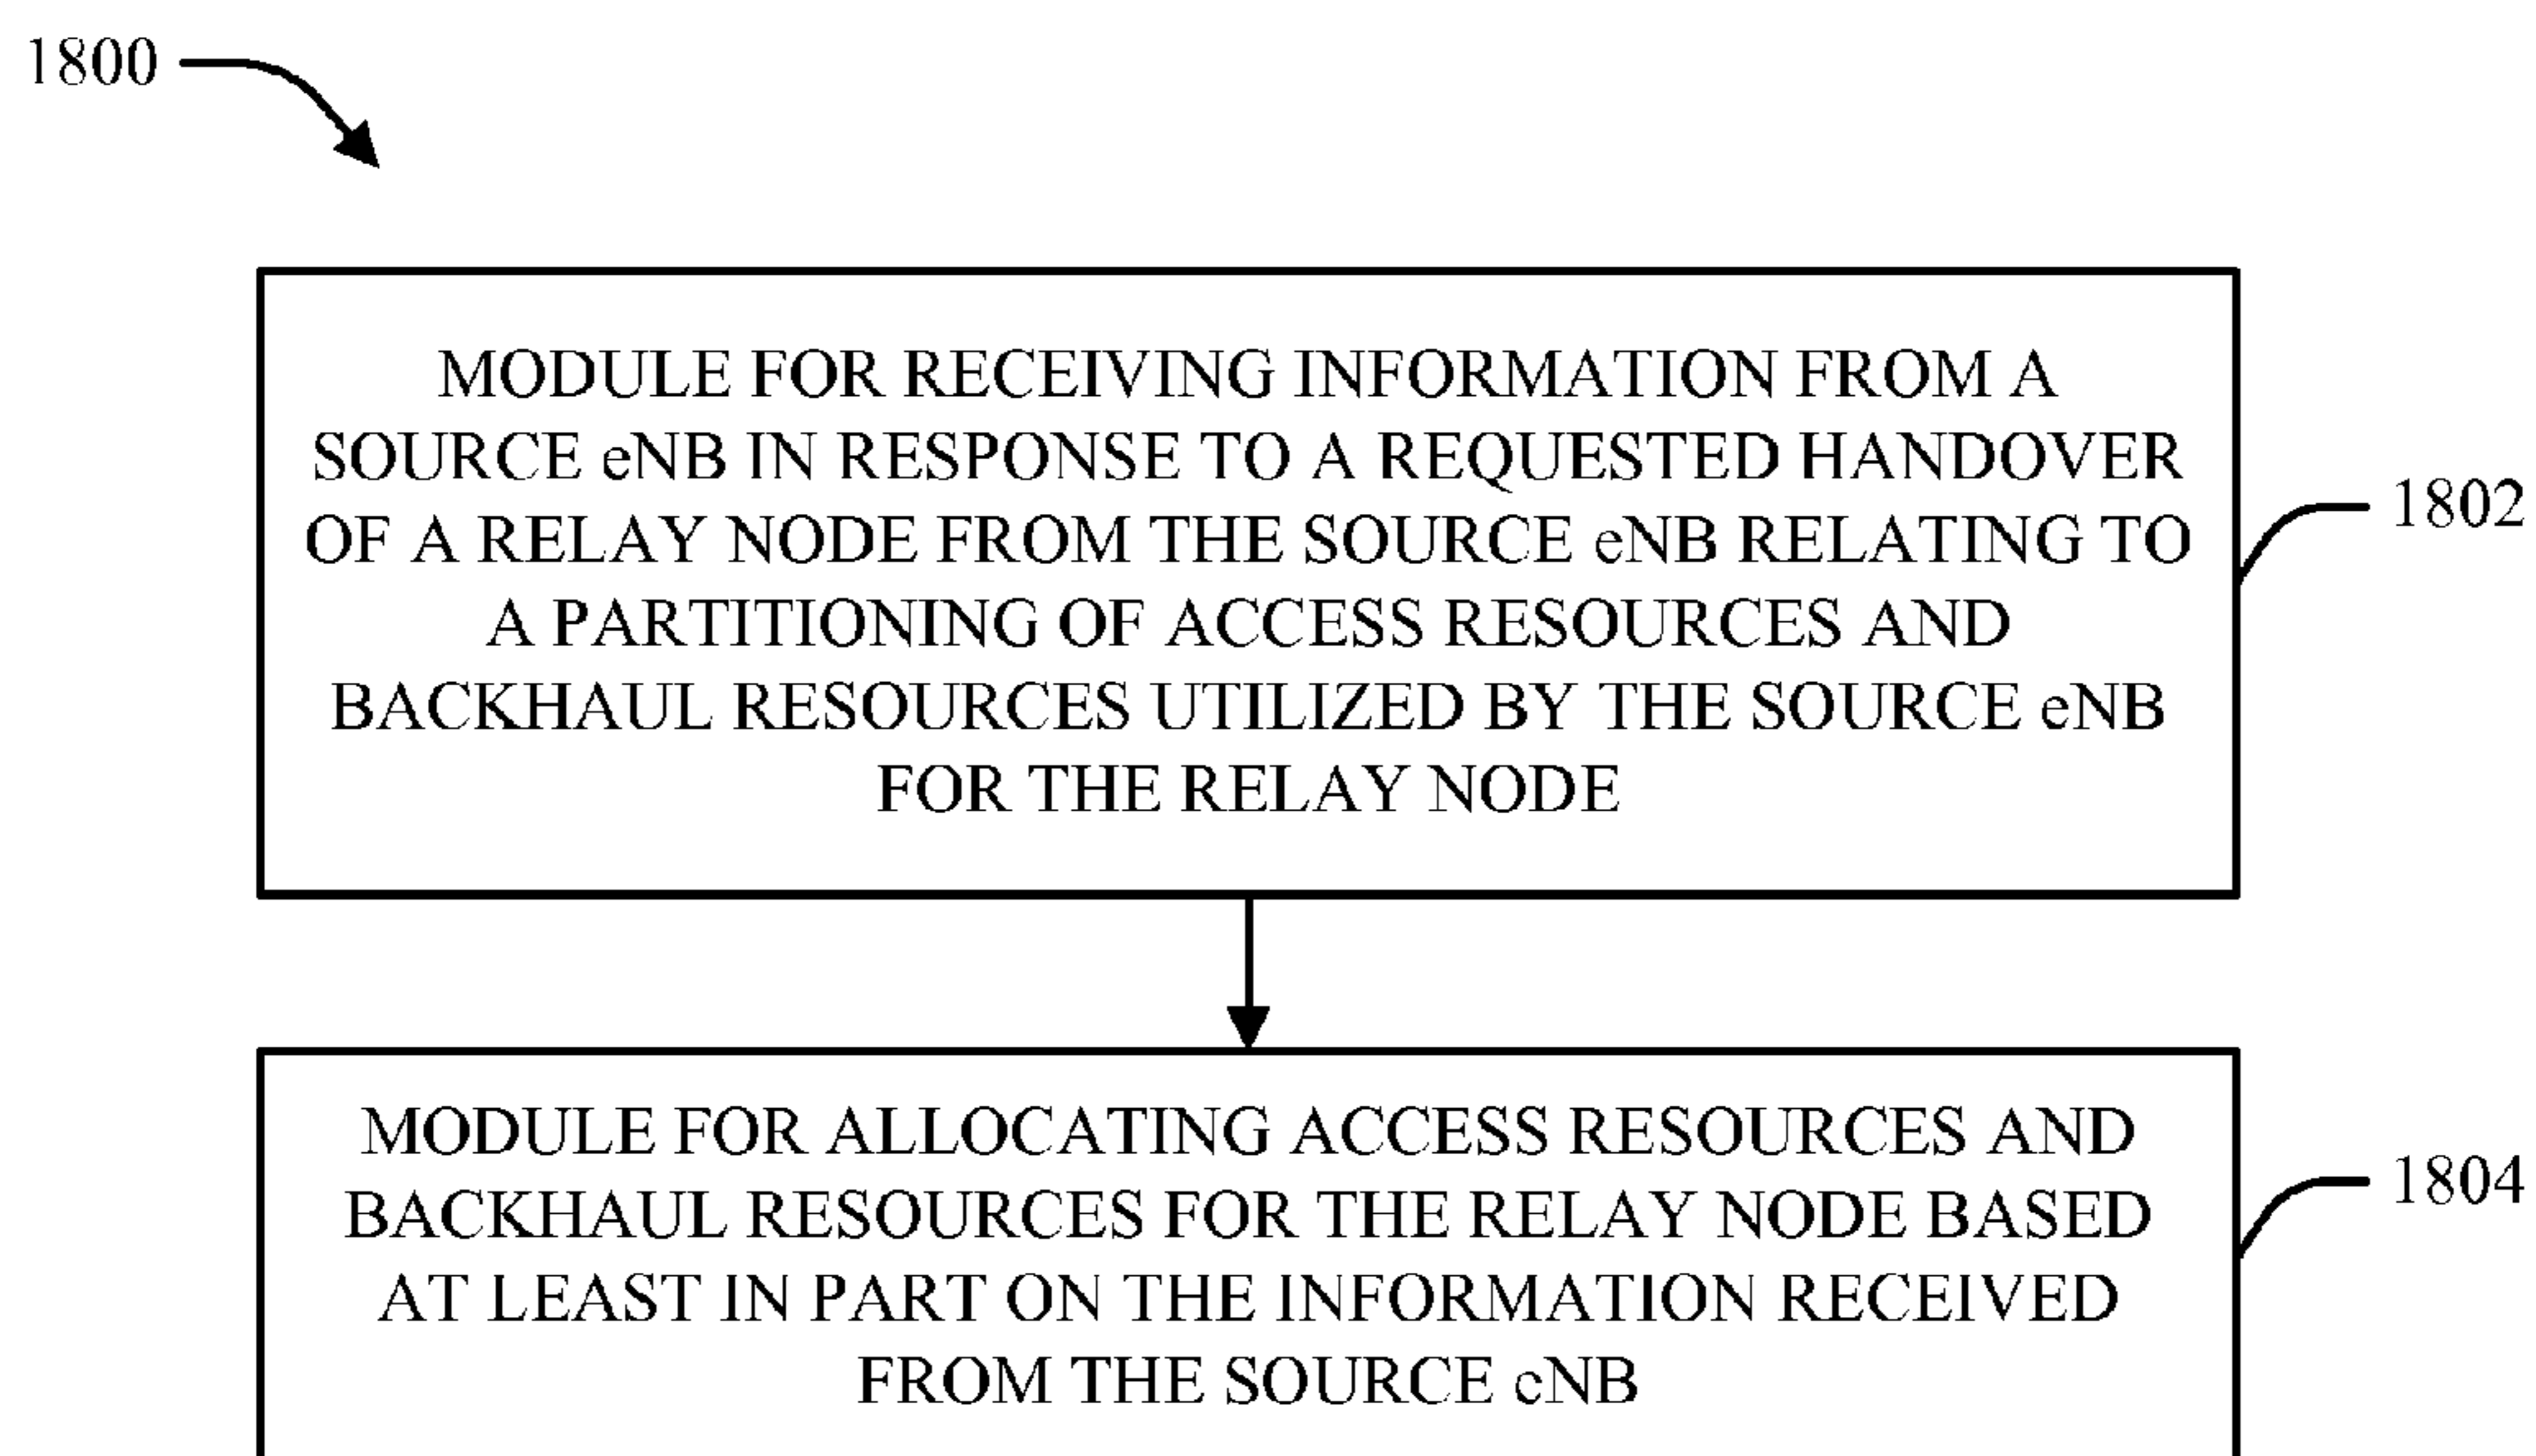 1800
MODULE FOR RECEIVING INFORMATION FROM A
SOURCE eNB IN RESPONSE TO A REQUESTED HANDOVER
OF A RELAY NODE FROM THE SOURCE eNB RELATING TO
A PARTITIONING OF ACCESS RESOURCES AND
BACKHAUL RESOURCES UTILIZED BY THE SOURCE eNB
FOR THE RELAY NODE
1802
MODULE FOR ALLOCATING ACCESS RESOURCES AND
BACKHAUL RESOURCES FOR THE RELAY NODE BASED
AT LEAST IN PART ON THE INFORMATION RECEIVED
FROM THE SOURCE eNB
1804